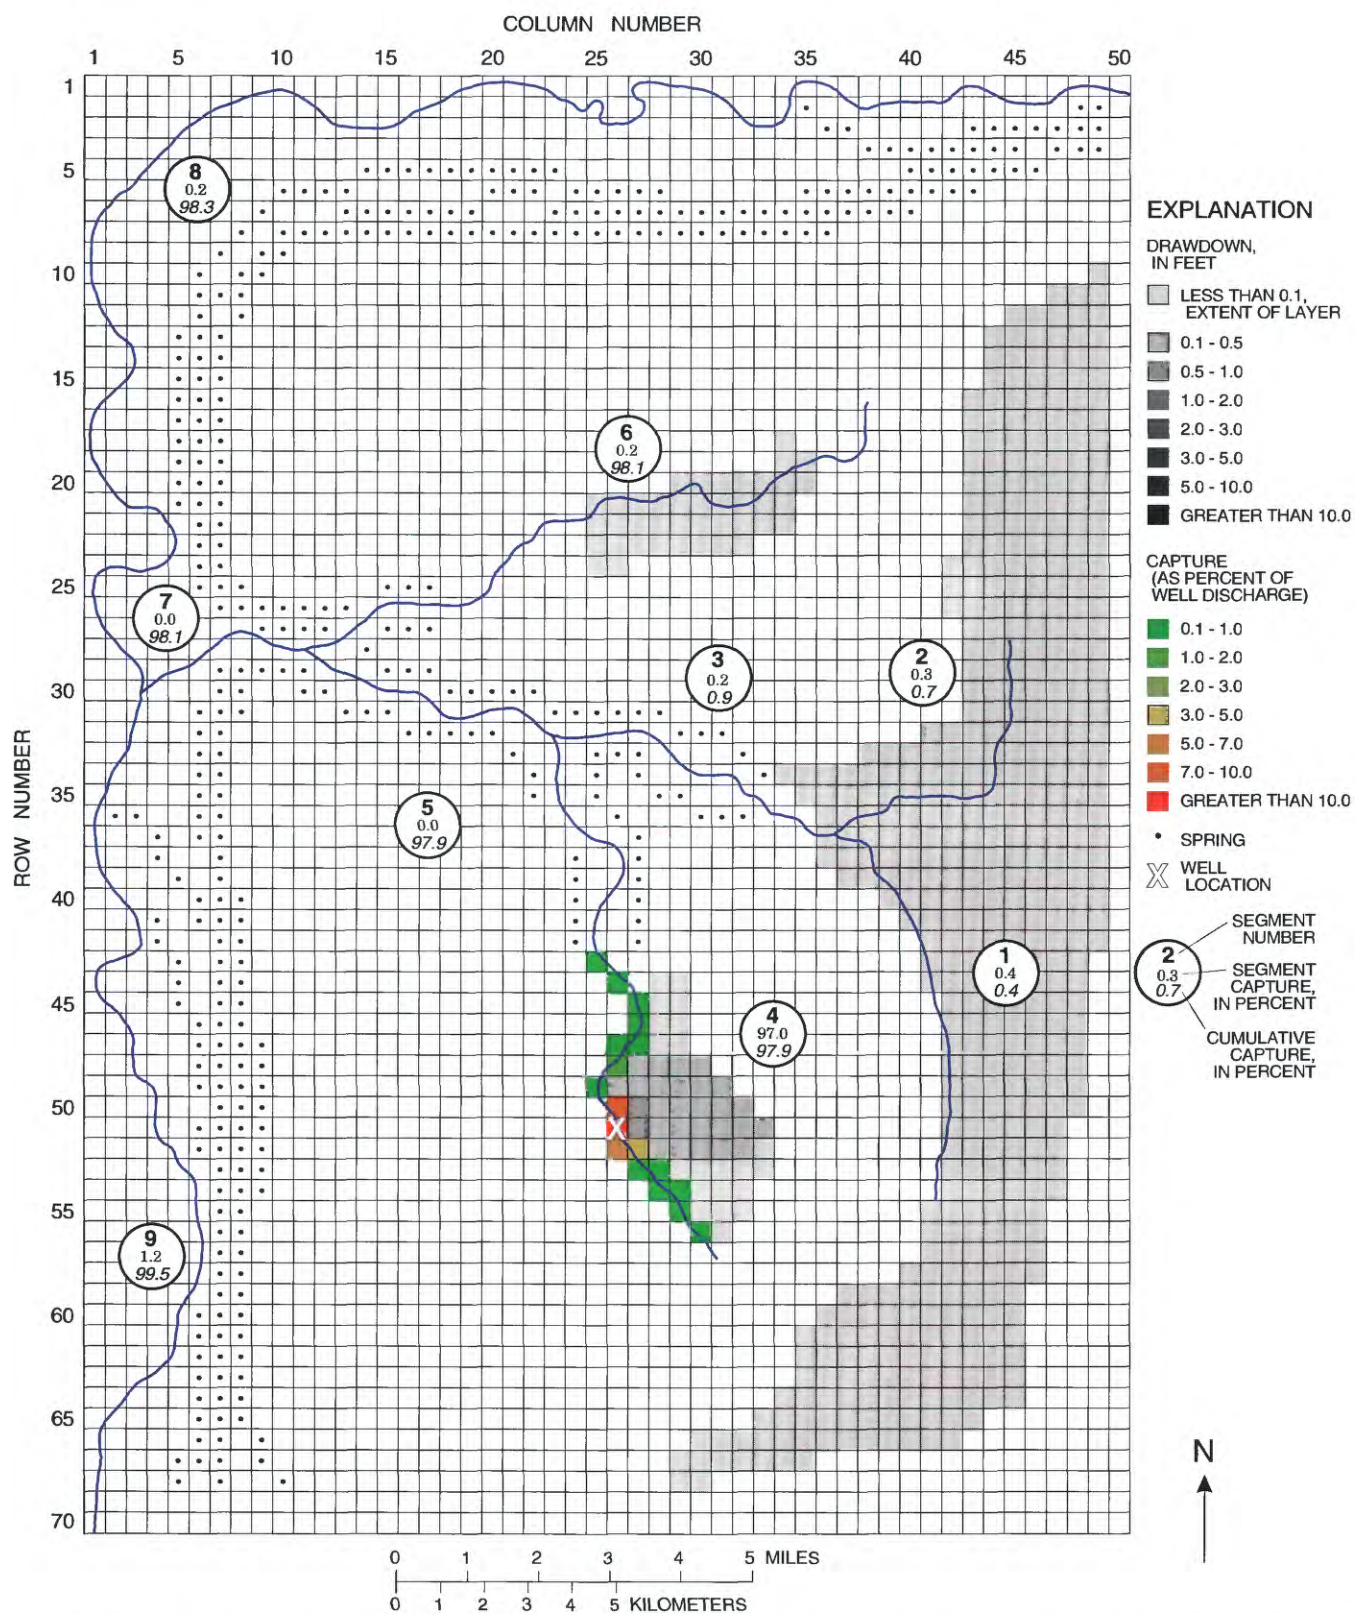 COLUMN NUMBER
1 5 10 15 20 25 30 35 40 45 50
ROW NUMBER
1
5
10
15
20
25
30
35
40
45
50
55
60
65
70
8
0.2
98.3
6
0.2
98.1
7
0.0
98.1
3
0.2
0.9
2
0.3
0.7
5
0.0
97.9
1
0.4
0.4
4
97.0
97.9
9
1.2
99.5
X
EXPLANATION
DRAWDOWN,
IN FEET
LESS THAN 0.1,
EXTENT OF LAYER
0.1 - 0.5
0.5 - 1.0
1.0 - 2.0
2.0 - 3.0
3.0 - 5.0
5.0 - 10.0
GREATER THAN 10.0
CAPTURE
(AS PERCENT OF
WELL DISCHARGE)
0.1 - 1.0
1.0 - 2.0
2.0 - 3.0
3.0 - 5.0
5.0 - 7.0
7.0 - 10.0
GREATER THAN 10.0
SPRING
X WELL
LOCATION
2
0.3
0.7
SEGMENT
NUMBER
SEGMENT
CAPTURE,
IN PERCENT
CUMULATIVE
CAPTURE,
IN PERCENT
N
0 1 2 3 4 5 MILES
0 1 2 3 4 5 KILOMETERS